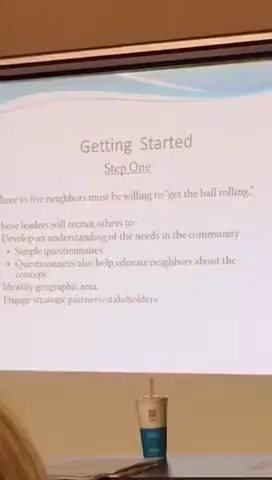 Getting Started
Step One
hree to five neighbors must be willing to "get the ball rolling."
hese leaders will recruit others to:
Develop an understanding of the needs in the community
• Simple questionnaires
• Questionnaires also help educate neighbors about the
concept
Identify geographic area
Engage strategic partners/stakeholders